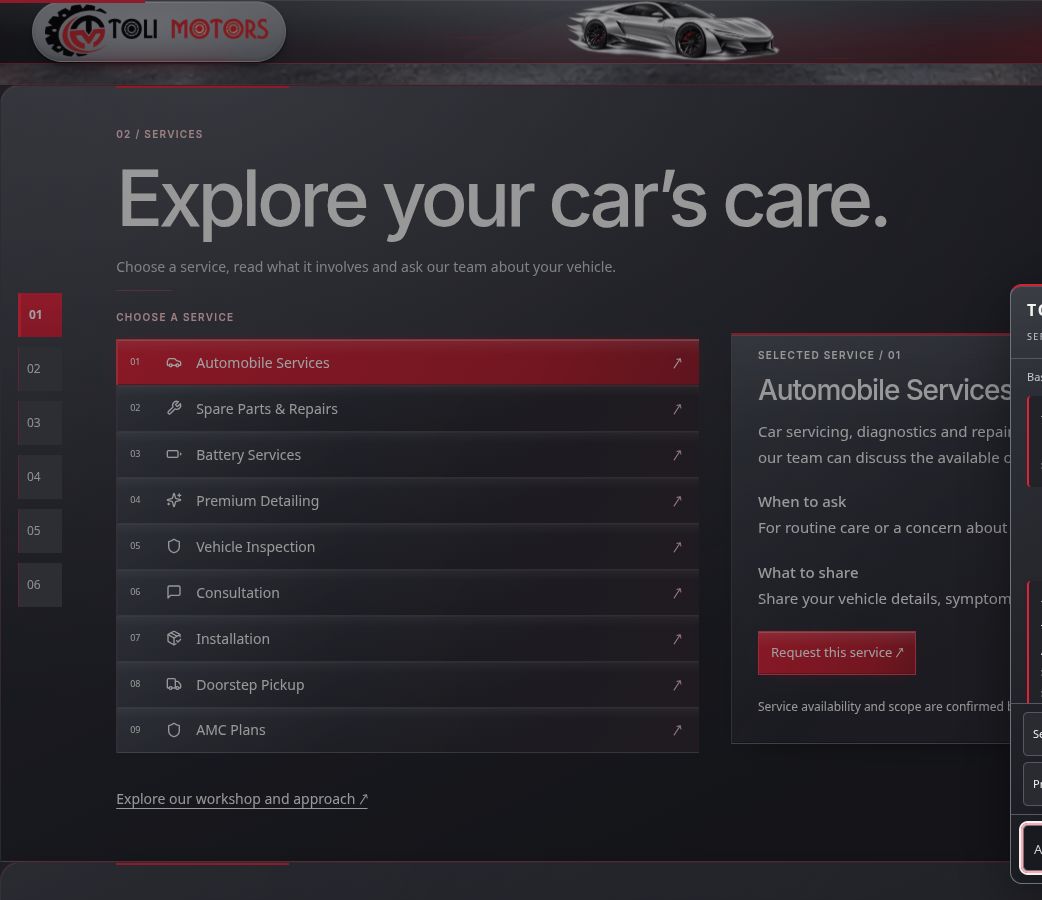 TOLI MOTORS
02 / SERVICES
Explore your car’s care.
Choose a service, read what it involves and ask our team about your vehicle.
CHOOSE A SERVICE
01
02
03
04
05
06
01 Automobile Services ↗
02 Spare Parts & Repairs ↗
03 Battery Services ↗
04 Premium Detailing ↗
05 Vehicle Inspection ↗
06 Consultation ↗
07 Installation ↗
08 Doorstep Pickup ↗
09 AMC Plans ↗
Explore our workshop and approach ↗
SELECTED SERVICE / 01
Automobile Services
Car servicing, diagnostics and repair
our team can discuss the available
When to ask
For routine care or a concern about
What to share
Share your vehicle details, symptom
Request this service ↗
Service availability and scope are confirmed